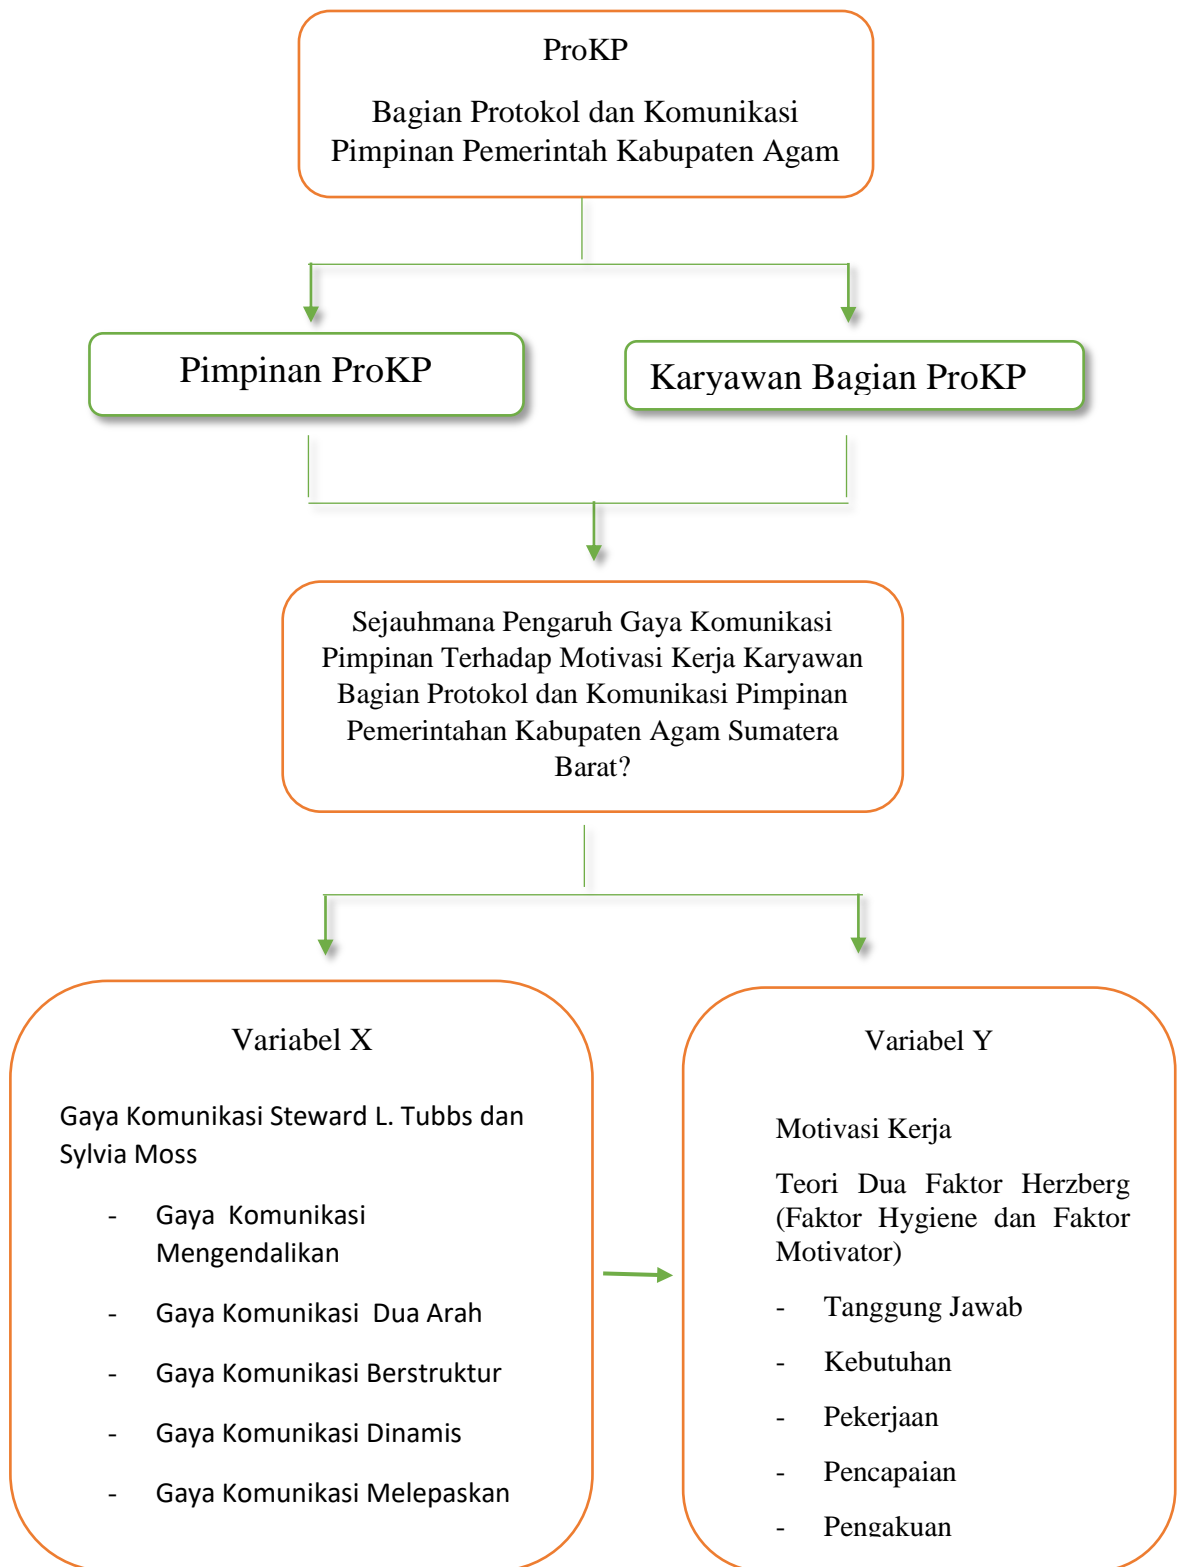 ProKP
Bagian Protokol dan Komunikasi
Pimpinan Pemerintah Kabupaten Agam
Pimpinan ProKP
Karyawan Bagian ProKP
Sejauhmana Pengaruh Gaya Komunikasi
Pimpinan Terhadap Motivasi Kerja Karyawan
Bagian Protokol dan Komunikasi Pimpinan
Pemerintahan Kabupaten Agam Sumatera
Barat?
Variabel X
Gaya Komunikasi Steward L. Tubbs dan
Sylvia Moss
- Gaya Komunikasi
Mengendalikan
- Gaya Komunikasi Dua Arah
- Gaya Komunikasi Berstruktur
- Gaya Komunikasi Dinamis
- Gaya Komunikasi Melepaskan
Variabel Y
Motivasi Kerja
Teori Dua Faktor Herzberg
(Faktor Hygiene dan Faktor
Motivator)
- Tanggung Jawab
- Kebutuhan
- Pekerjaan
- Pencapaian
- Pengakuan